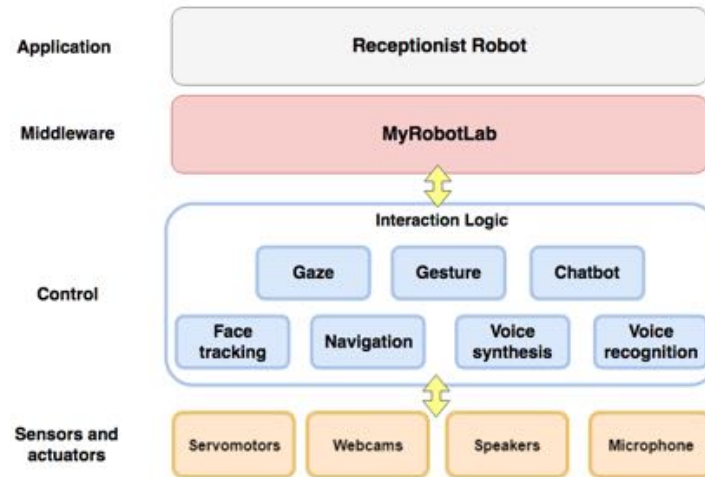 Application
Receptionist Robot
Middleware
MyRobotLab
Interaction Logic
Control
Gaze
Gesture
Chatbot
Face
tracking
Navigation
Voice
synthesis
Voice
recognition
Sensors and
actuators
Servomotors
Webcams
Speakers
Microphone